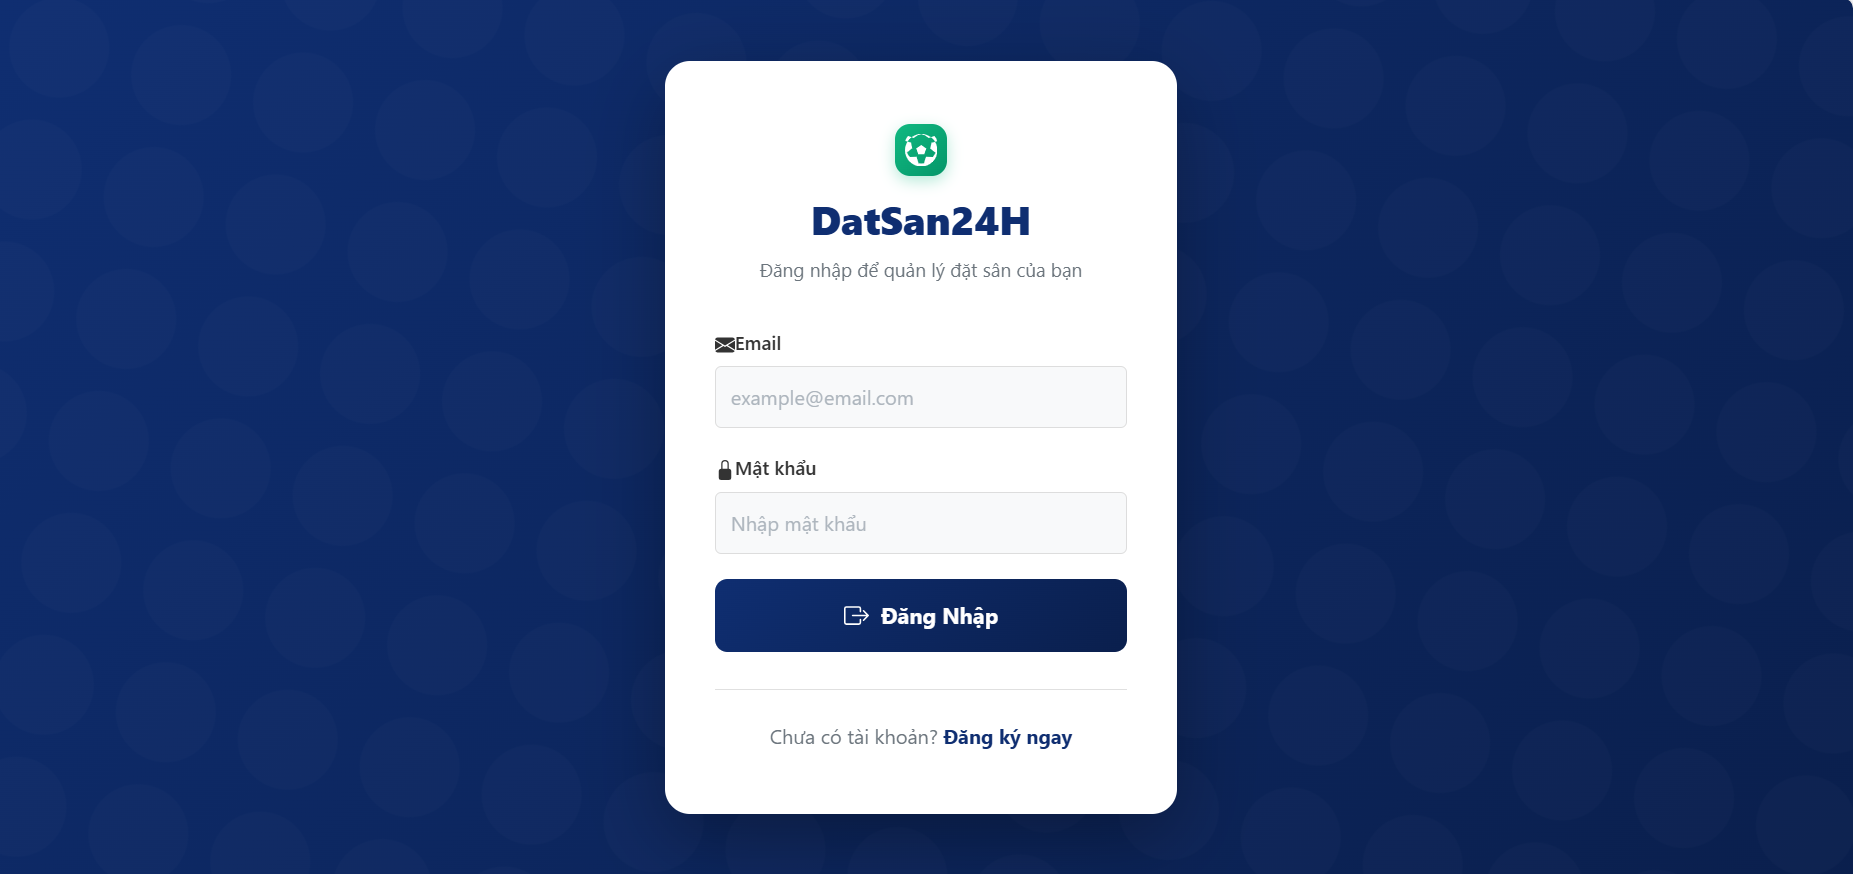 DatSan24H
Đăng nhập để quản lý đặt sân của bạn
Email
example@email.com
Mật khẩu
Nhập mật khẩu
Đăng Nhập
Chưa có tài khoản? Đăng ký ngay